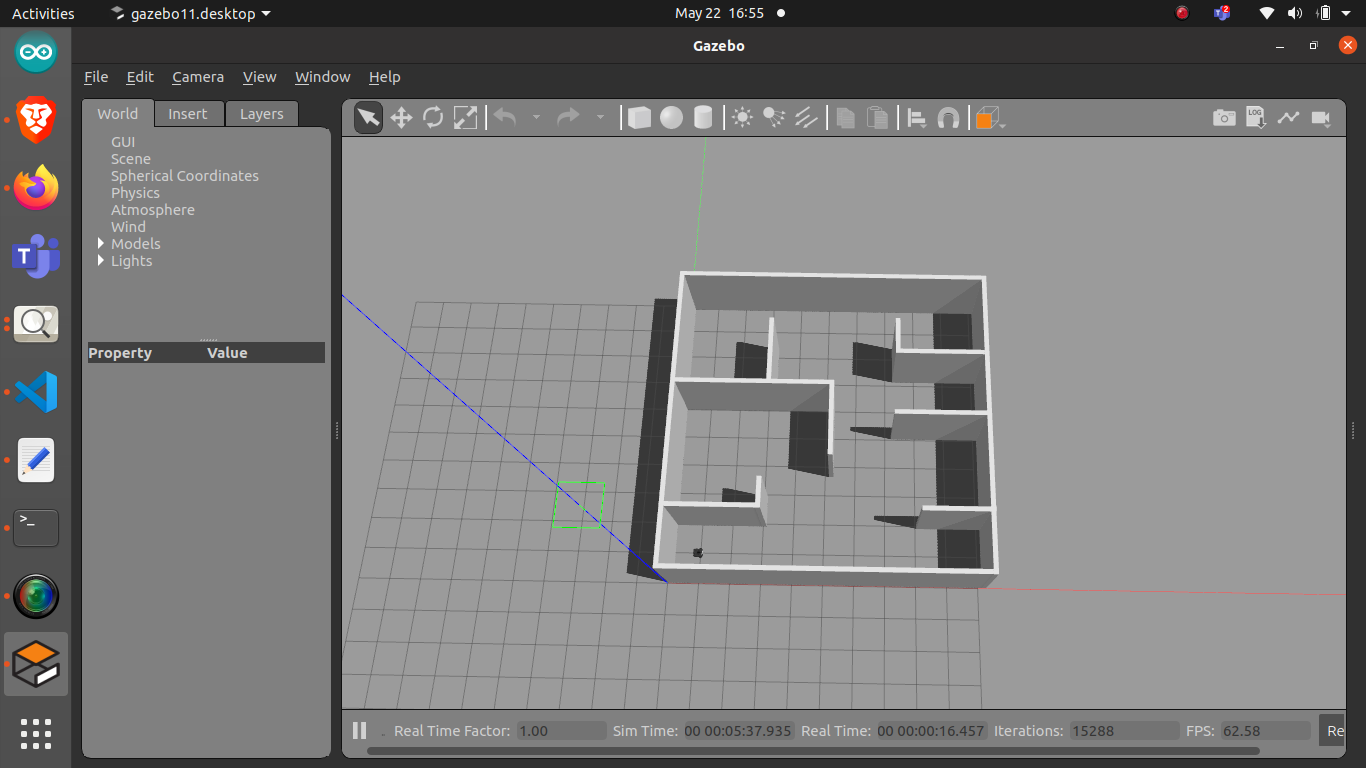 Activities gazebo11.desktop May 22 16:55 2
Gazebo
File Edit Camera View Window Help
World Insert Layers
LOG
GUI
Scene
Spherical Coordinates
Physics
Atmosphere
Wind
Models
Lights
Property Value
T
>_
Real Time Factor: 1.00 Sim Time: 00 00:05:37.935 Real Time: 00 00:00:16.457 Iterations: 15288 FPS: 62.58 Re